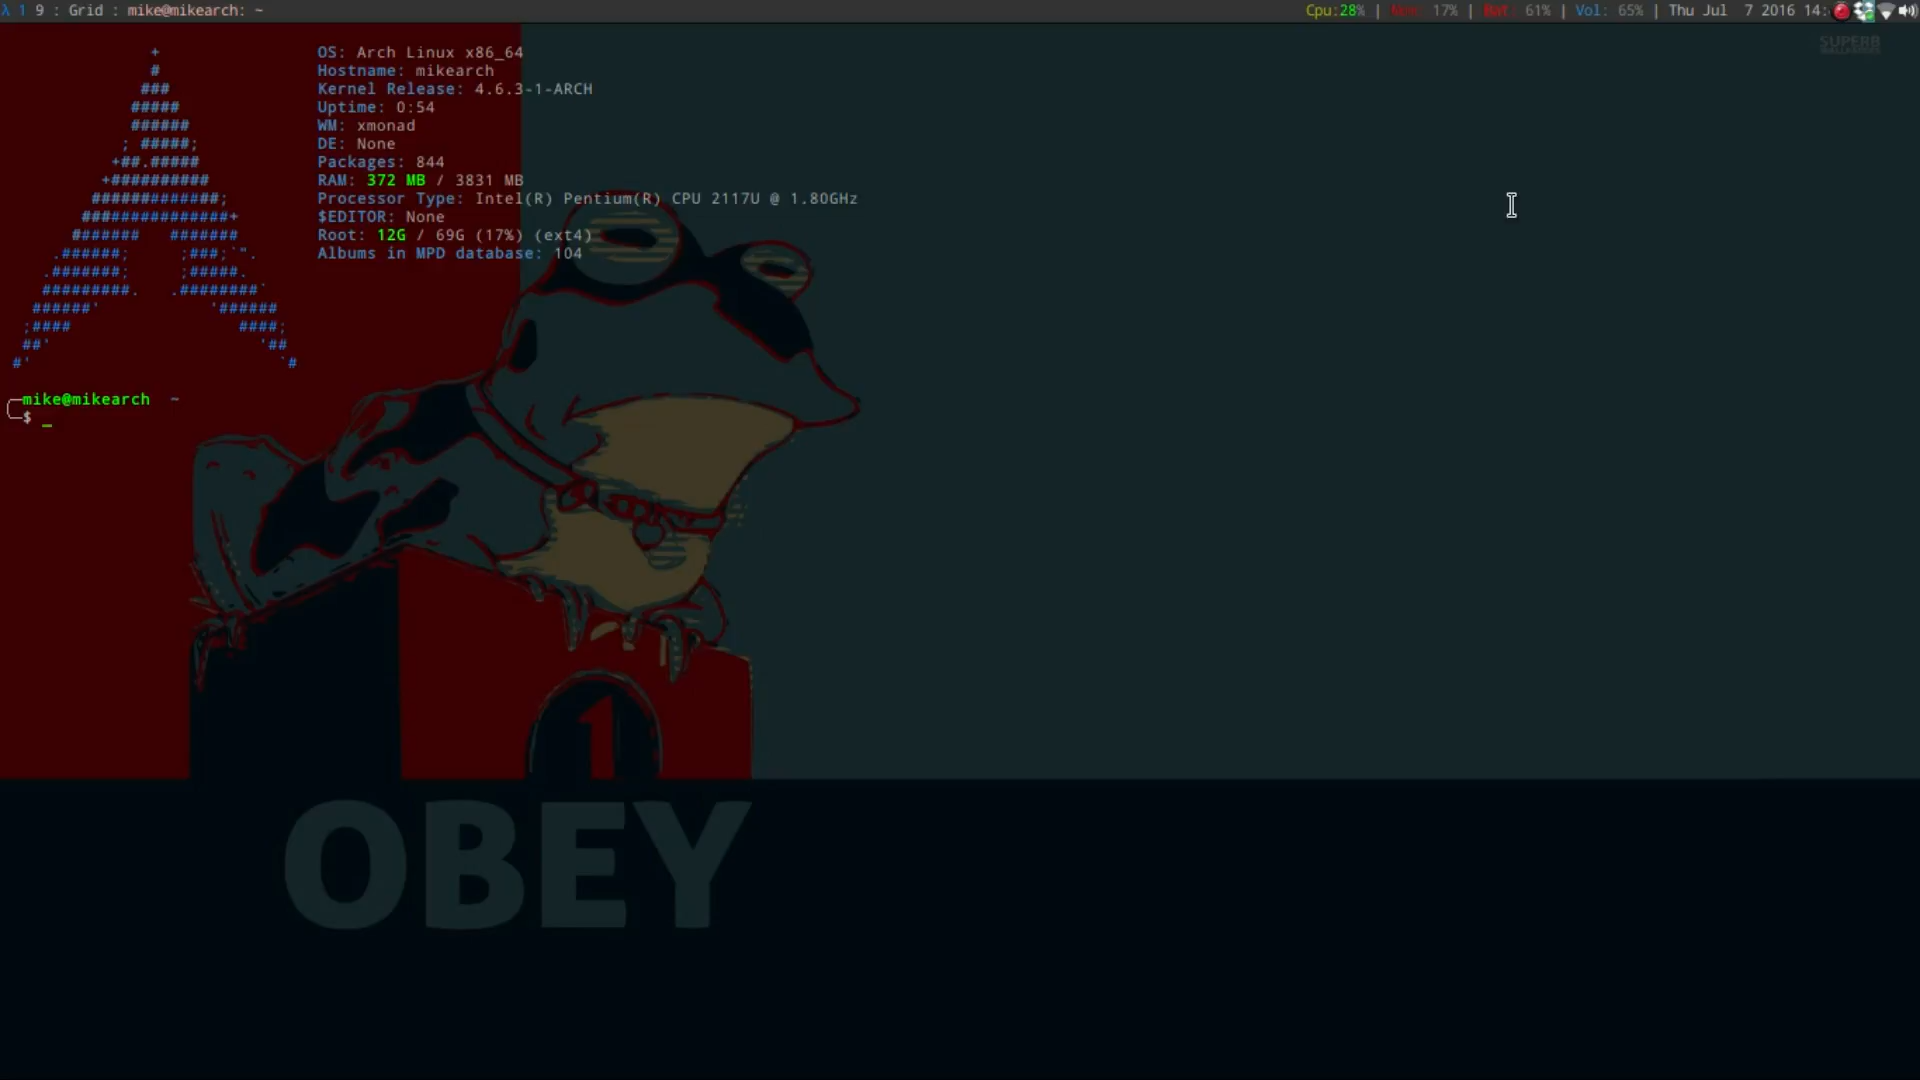 λ 1 9 : Grid : mike@mikearch: ~
Cpu:28% | Mem: 17% | Bat: 61% | Vol: 65% | Thu Jul  7 2016 14:
SUPERB
WALLPAPERS
+
#
###
#####
######
; #####;
+##.#####
+##########
#############;
###############+
#######   #######
.######;     ;###;`".
.#######;     ;#####.
#########.   .########`
######'           '######
;####                 ####;
##'                     '##
#'                         `#
OS: Arch Linux x86_64
Hostname: mikearch
Kernel Release: 4.6.3-1-ARCH
Uptime: 0:54
WM: xmonad
DE: None
Packages: 844
RAM: 372 MB / 3831 MB
Processor Type: Intel(R) Pentium(R) CPU 2117U @ 1.80GHz
$EDITOR: None
Root: 12G / 69G (17%) (ext4)
Albums in MPD database: 104
╭─mike@mikearch  ~
╰─$ _
1
OBEY